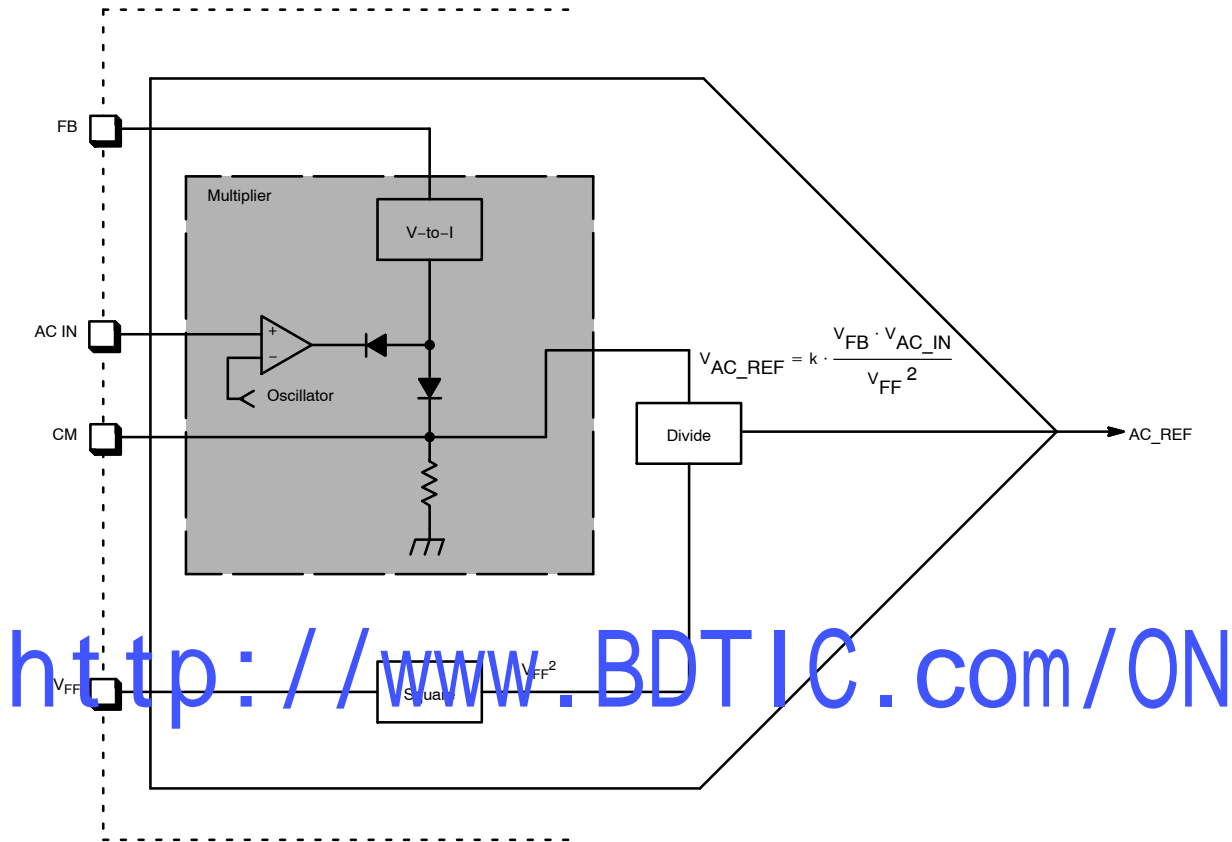 FB
Multiplier
V–to–I
AC IN
+
–
Oscillator
V_AC_REF = k · V_FB · V_AC_IN / V_FF 2
CM
Divide
AC_REF
V_FF
Square
V_FF 2
http://www.BDTIC.com/ON